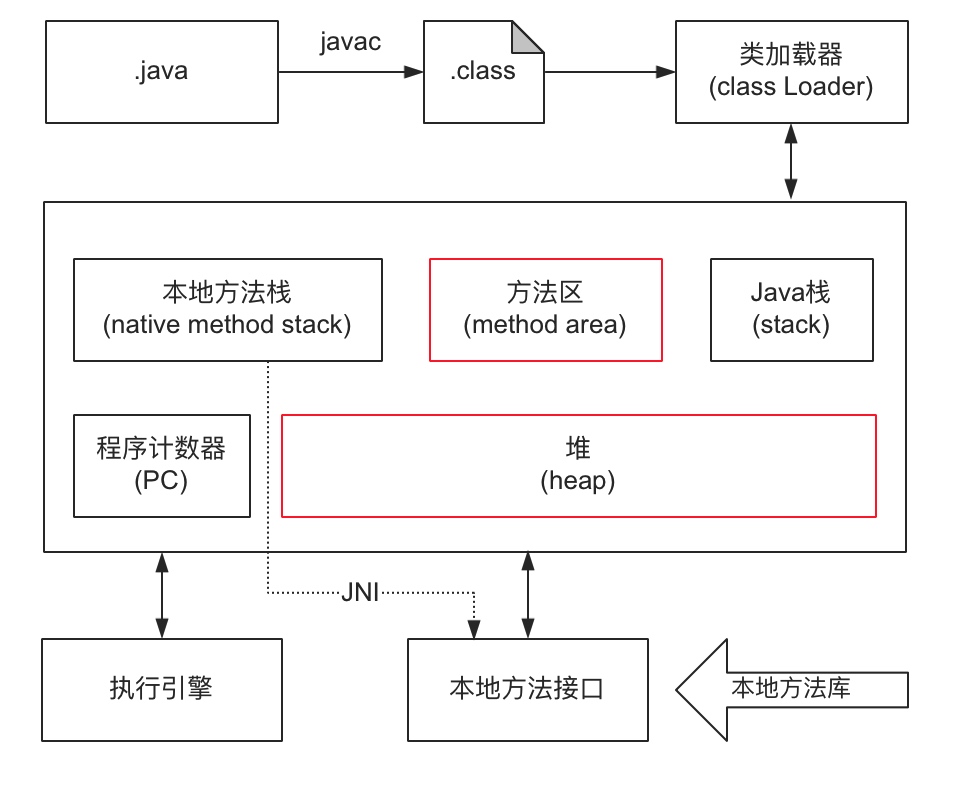 javac
.java
.class
类加载器
(class Loader)
本地方法栈
(native method stack)
方法区
(method area)
Java栈
(stack)
程序计数器
(PC)
堆
(heap)
JNI
执行引擎
本地方法接口
本地方法库